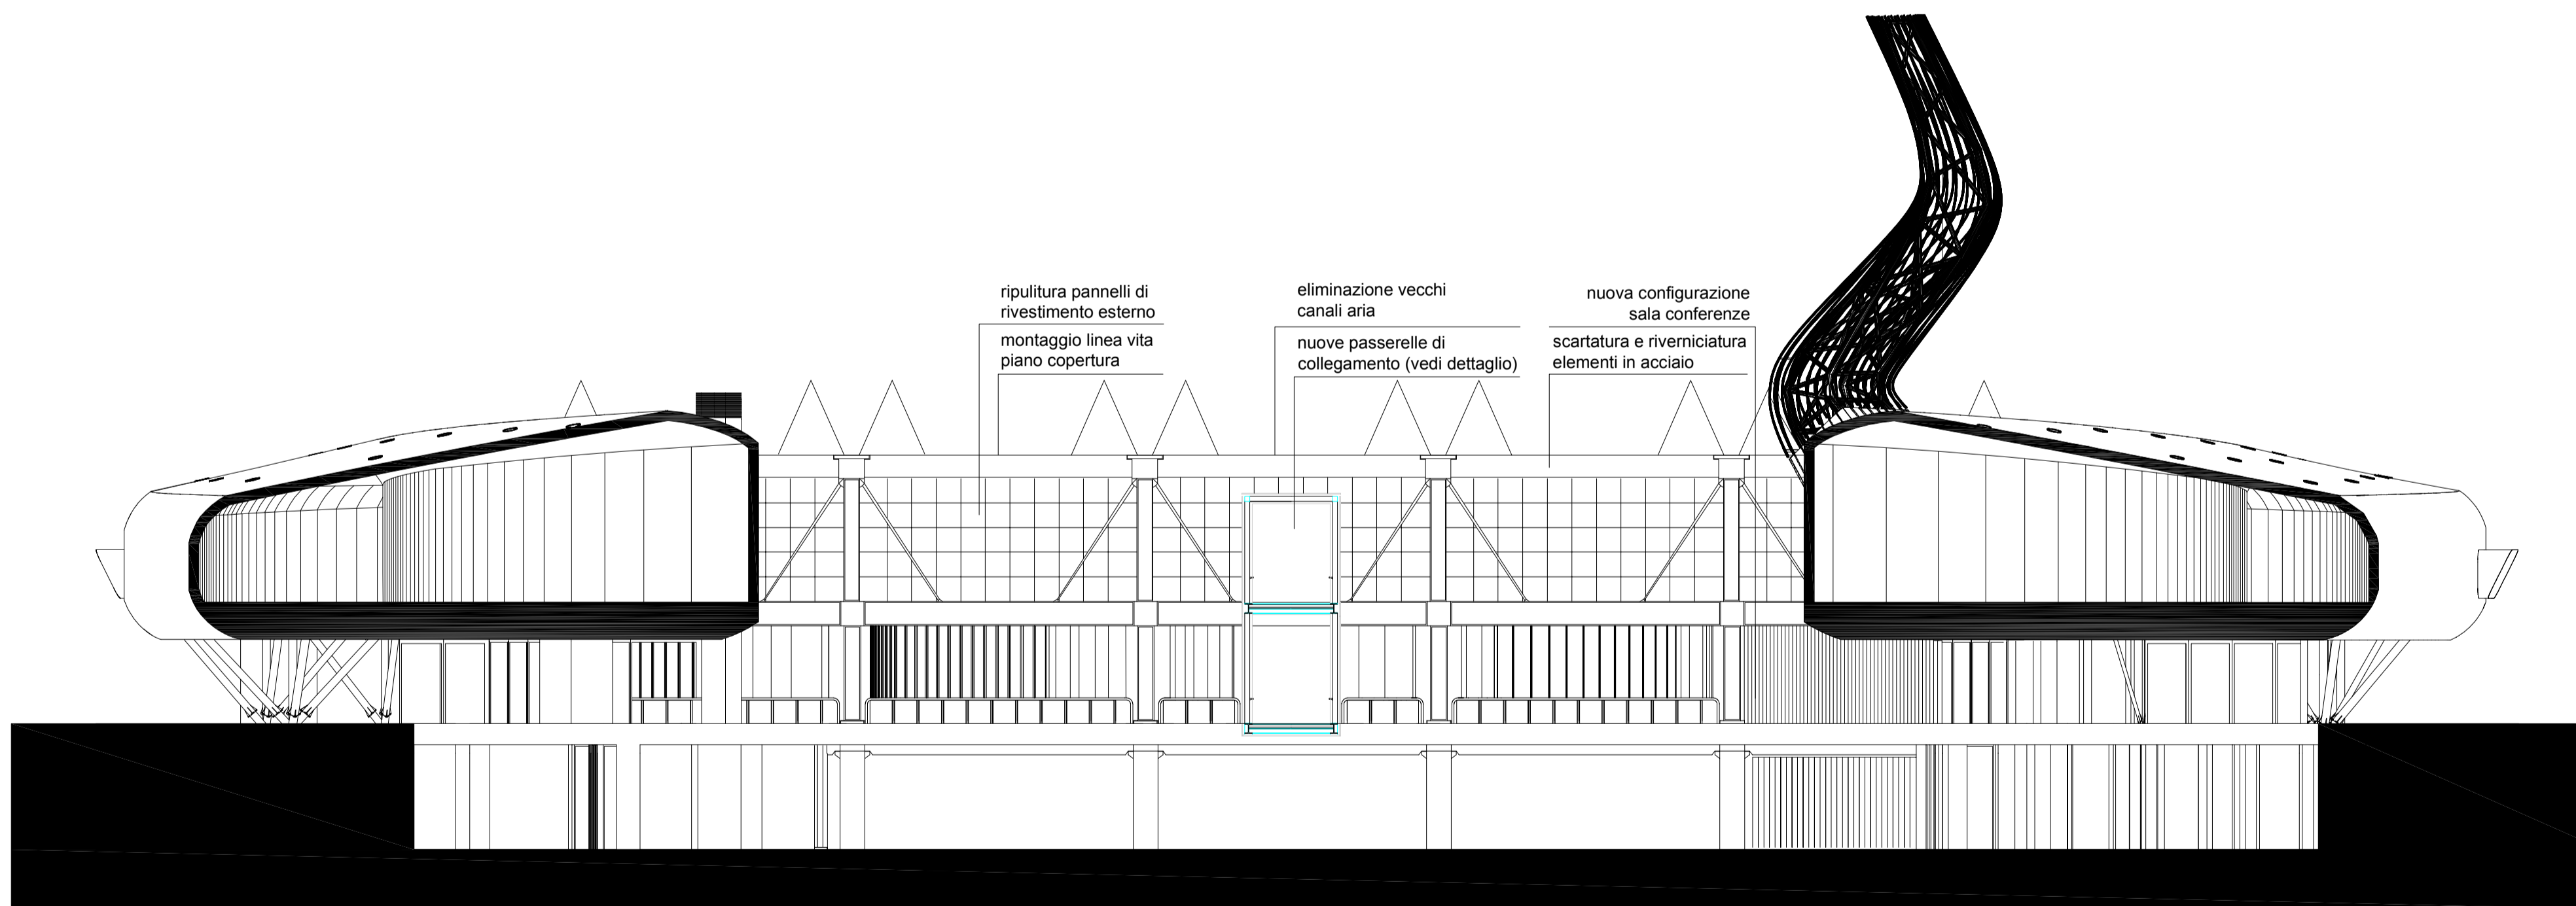 ripulitura pannelli di
rivestimento esterno
montaggio linea vita
piano copertura
eliminazione vecchi
canali aria
nuove passerelle di
collegamento (vedi dettaglio)
nuova configurazione
sala conferenze
scartatura e riverniciatura
elementi in acciaio